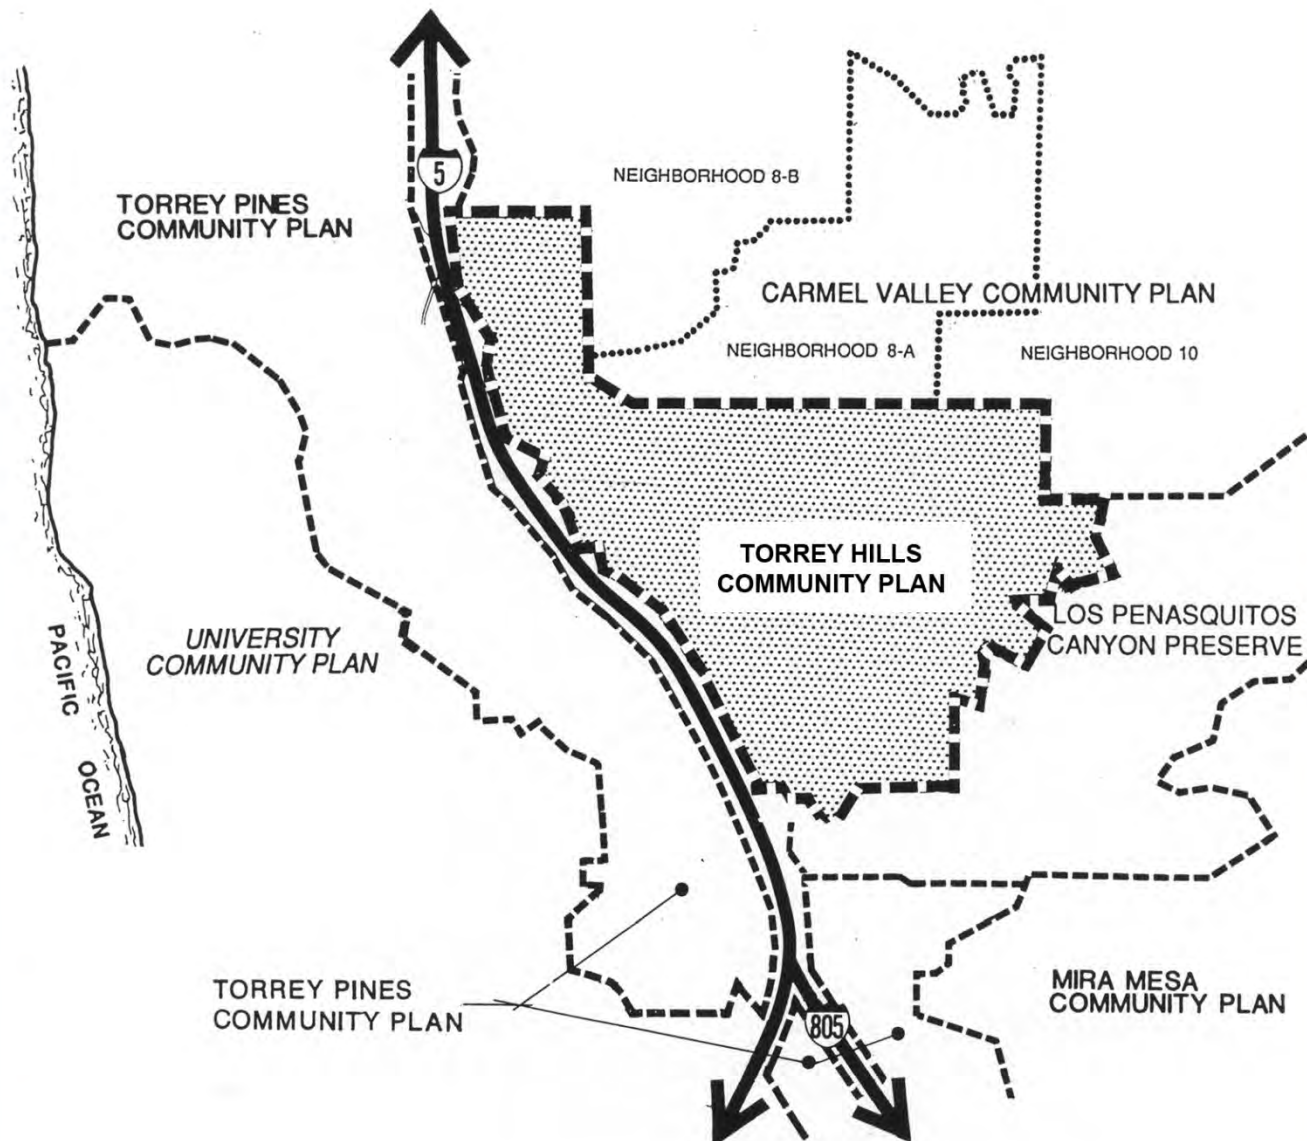 5
NEIGHBORHOOD 8-B
TORREY PINES
COMMUNITY PLAN
CARMEL VALLEY COMMUNITY PLAN
NEIGHBORHOOD 8-A
NEIGHBORHOOD 10
TORREY HILLS
COMMUNITY PLAN
LOS PENASQUITOS
CANYON PRESERVE
UNIVERSITY
COMMUNITY PLAN
PACIFIC
OCEAN
TORREY PINES
COMMUNITY PLAN
MIRA MESA
COMMUNITY PLAN
805